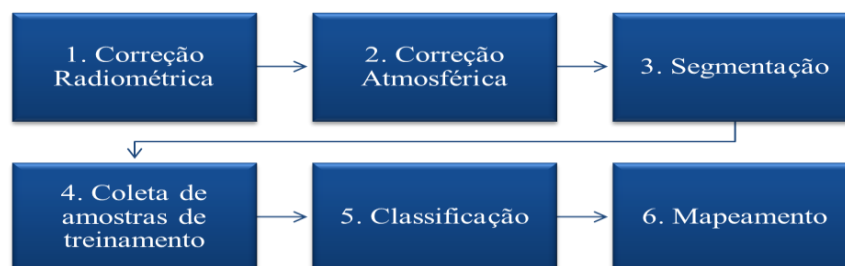 1. Correção
Radiométrica
2. Correção
Atmosférica
3. Segmentação
4. Coleta de
amostras de
treinamento
5. Classificação
6. Mapeamento